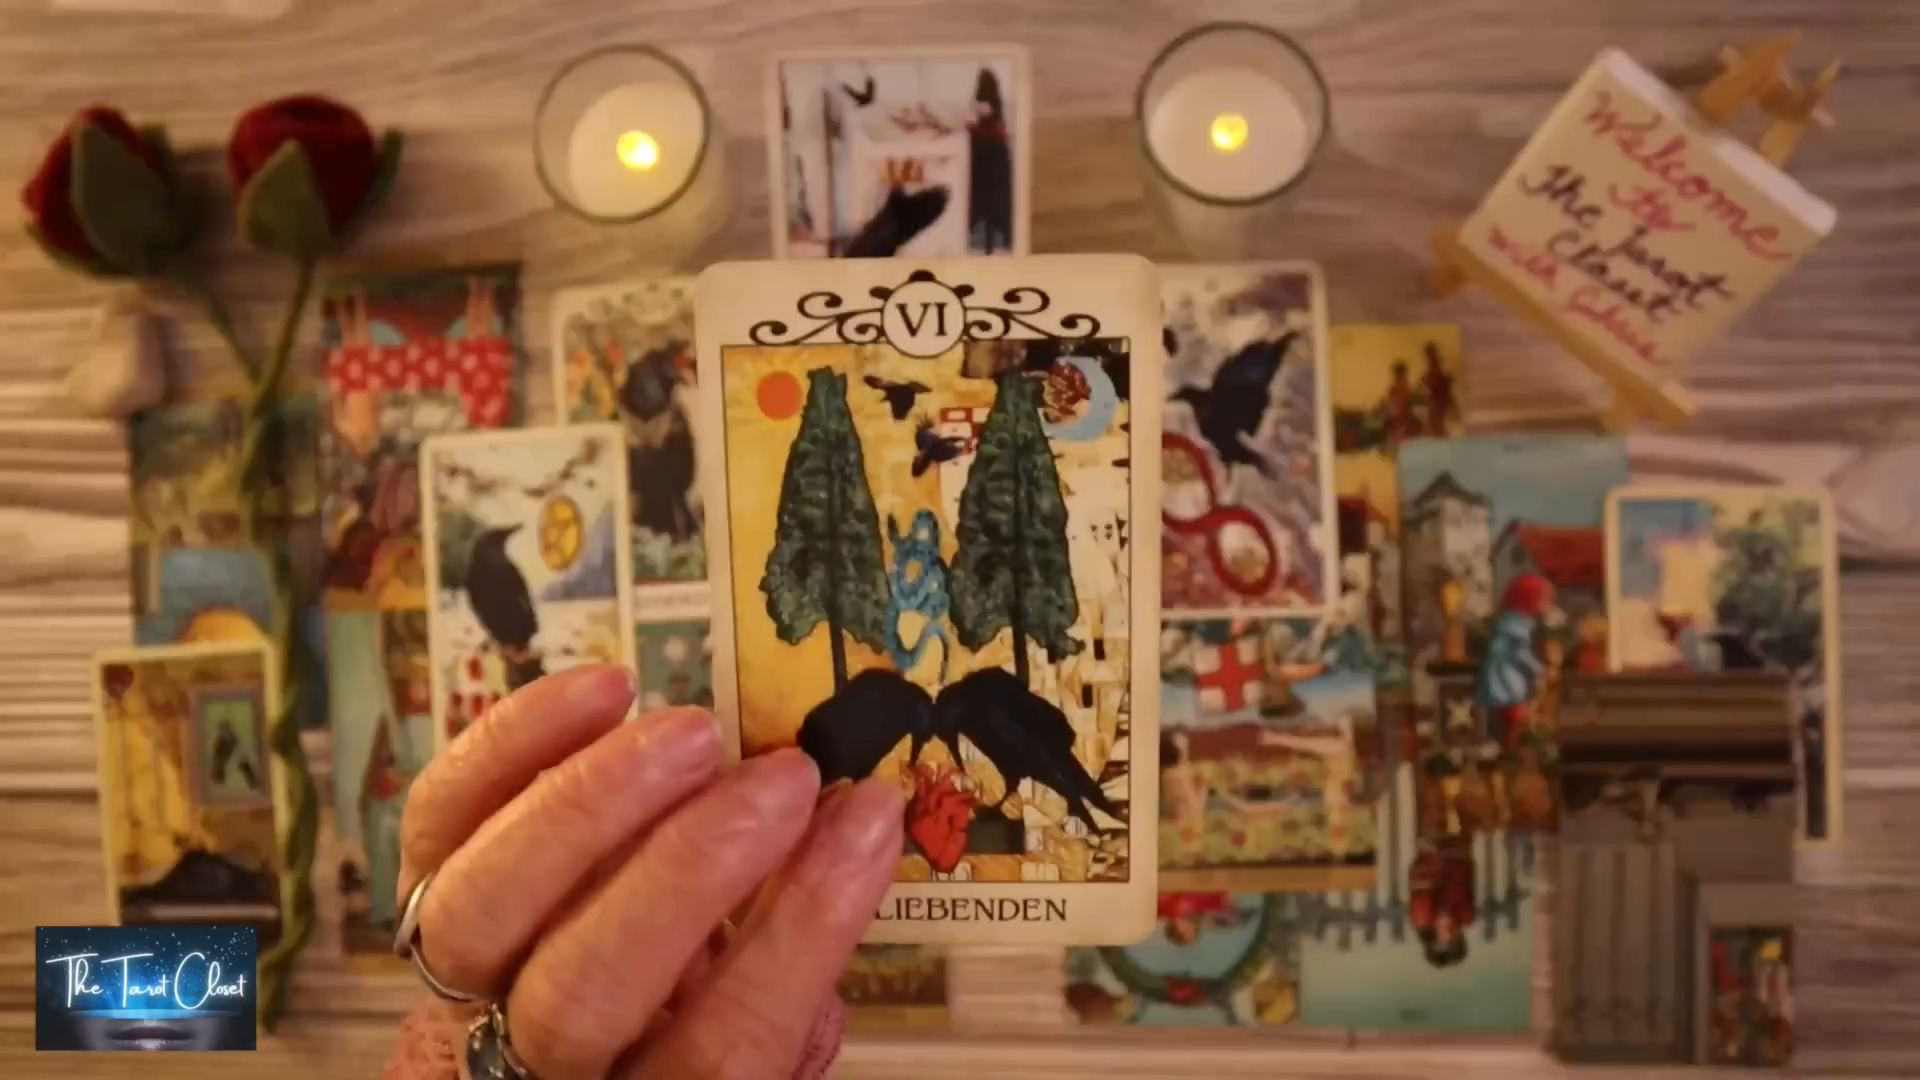 Welcome
To
The Tarot
Closet
with
VI
LIEBENDEN
The Tarot Closet